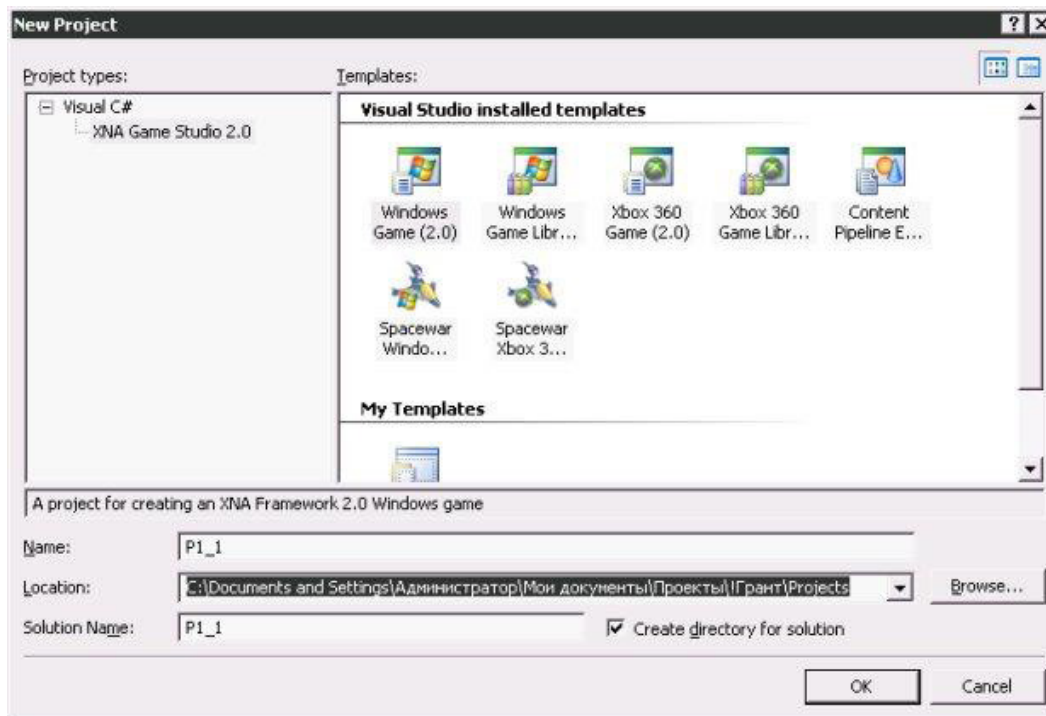 New Project
Project types:
Templates:
Visual C#
XNA Game Studio 2.0
Visual Studio installed templates
Windows
Game (2.0)
Windows
Game Libr...
Xbox 360
Game (2.0)
Xbox 360
Game Libr...
Content
Pipeline E...
Spacewar
Windo...
Spacewar
Xbox 3...
My Templates
A project for creating an XNA Framework 2.0 Windows game
Name:
P1_1
Location:
C:\Documents and Settings\Администратор\Мои документы\Проекты\!Грант\Projects
Browse...
Solution Name:
P1_1
Create directory for solution
OK
Cancel